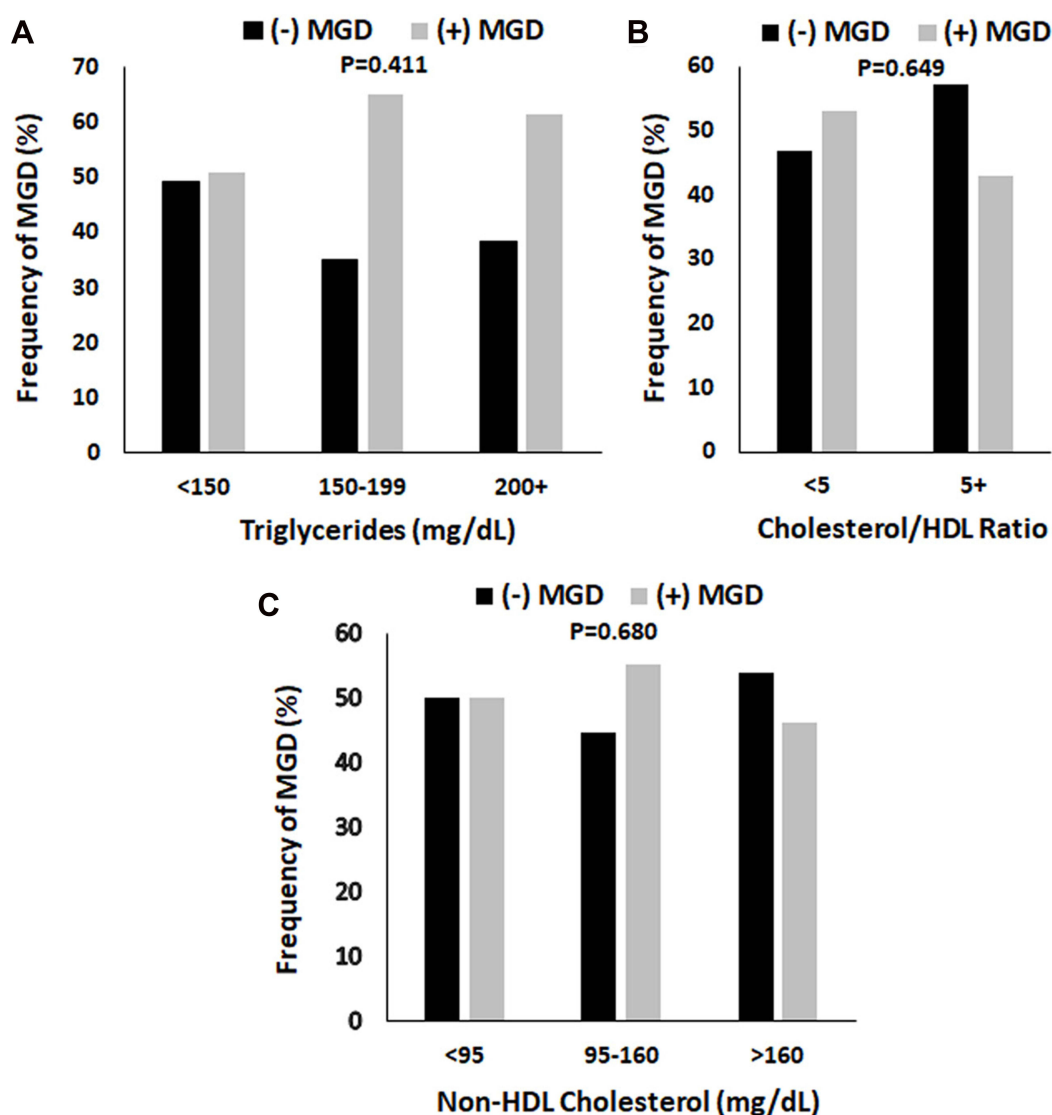 A
(-) MGD (+) MGD
P=0.411
Frequency of MGD (%)
70
60
50
40
30
20
10
0
<150 150-199 200+
Triglycerides (mg/dL)
B
(-) MGD (+) MGD
P=0.649
Frequency of MGD (%)
60
50
40
30
20
10
0
<5 5+
Cholesterol/HDL Ratio
C
(-) MGD (+) MGD
P=0.680
Frequency of MGD (%)
60
50
40
30
20
10
0
<95 95-160 >160
Non-HDL Cholesterol (mg/dL)